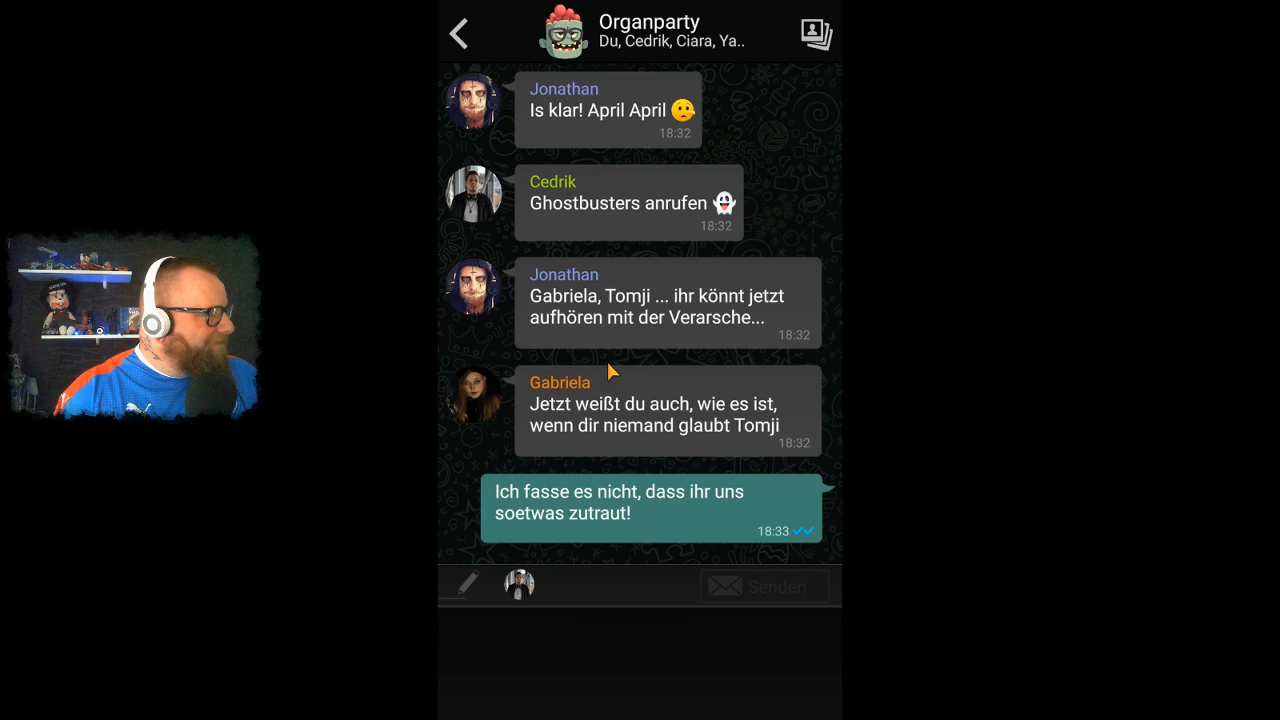 Organparty
Du, Cedrik, Ciara, Ya..
Jonathan
Is klar! April April
18:32
Cedrik
Ghostbusters anrufen
18:32
Jonathan
Gabriela, Tomji ... ihr könnt jetzt
aufhören mit der Verarsche...
18:32
Gabriela
Jetzt weißt du auch, wie es ist,
wenn dir niemand glaubt Tomji
18:32
Ich fasse es nicht, dass ihr uns
soetwas zutraut!
18:33
Senden